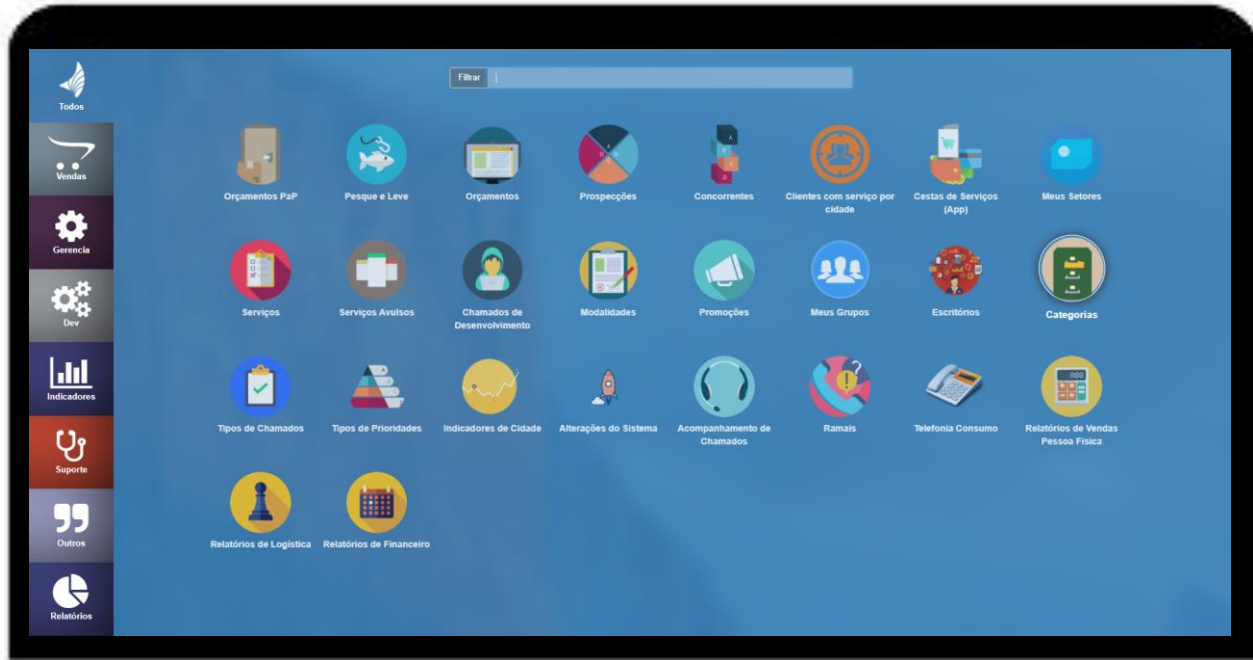 Todos
Filtrar
Vendas
Gerencia
Dev
Indicadores
Suporte
Outros
Relatórios
Orçamentos PaP
Pesque e Leve
Orçamentos
Prospecções
Concorrentes
Clientes com serviço por
cidade
Cestas de Serviços
(App)
Meus Setores
Serviços
Serviços Avulsos
Chamados de
Desenvolvimento
Modalidades
Promoções
Meus Grupos
Escritórios
Categorias
Tipos de Chamados
Tipos de Prioridades
Indicadores de Cidade
Alterações do Sistema
Acompanhamento de
Chamados
Ramais
Telefonia Consumo
Relatórios de Vendas
Pessoa Fisica
Relatórios de Logística
Relatórios de Financeiro